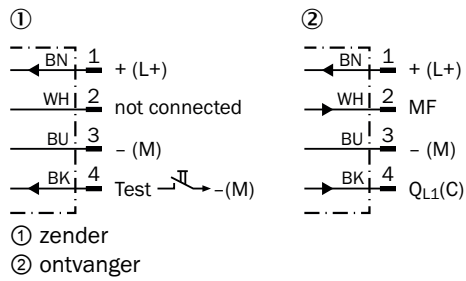 ① ②
BN 1 + (L+) BN 1 + (L+)
WH 2 not connected WH 2 MF
BU 3 – (M) BU 3 – (M)
BK 4 Test –(M) BK 4 QL1(C)
① zender
② ontvanger